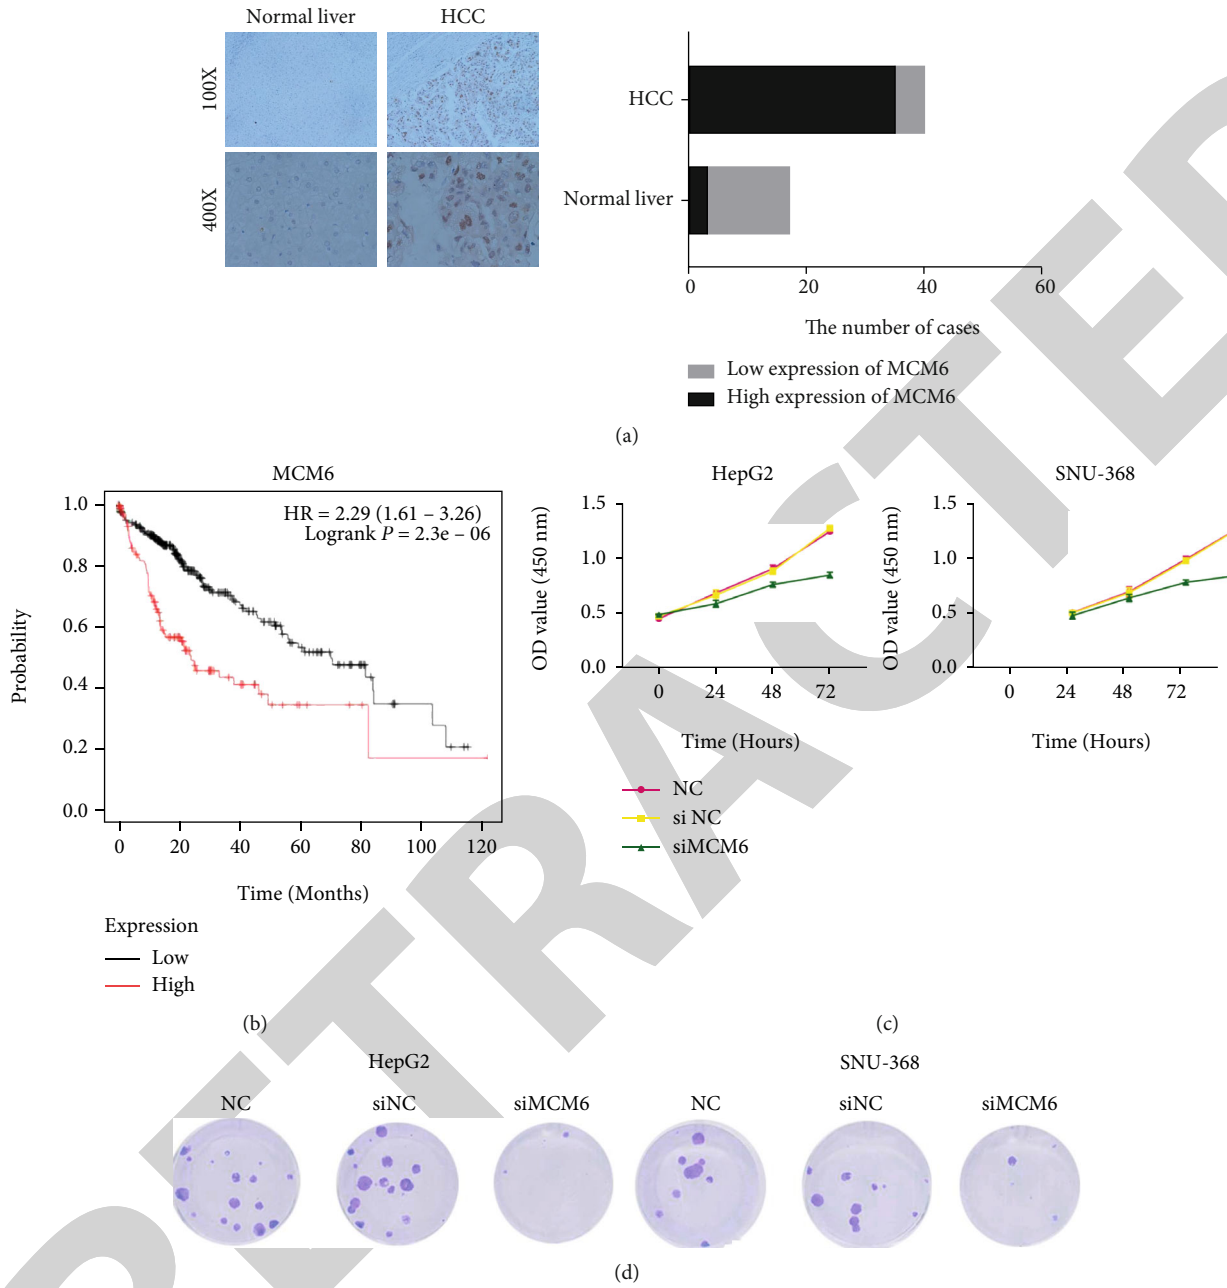 Normal liver HCC
100X
400X
HCC
Normal liver
0 20 40 60
The number of cases
Low expression of MCM6
High expression of MCM6
(a)
MCM6
HR = 2.29 (1.61 – 3.26)
Logrank P = 2.3e – 06
1.0
0.8
0.6
0.4
0.2
0.0
Probability
0 20 40 60 80 100 120
Time (Months)
Expression
Low
High
(b)
HepG2
1.5
1.0
0.5
0.0
OD value (450 nm)
0 24 48 72
Time (Hours)
NC
si NC
siMCM6
SNU-368
1.5
1.0
0.5
0.0
OD value (450 nm)
0 24 48 72
Time (Hours)
(c)
HepG2 SNU-368
NC siNC siMCM6 NC siNC siMCM6
(d)
RETRACTED